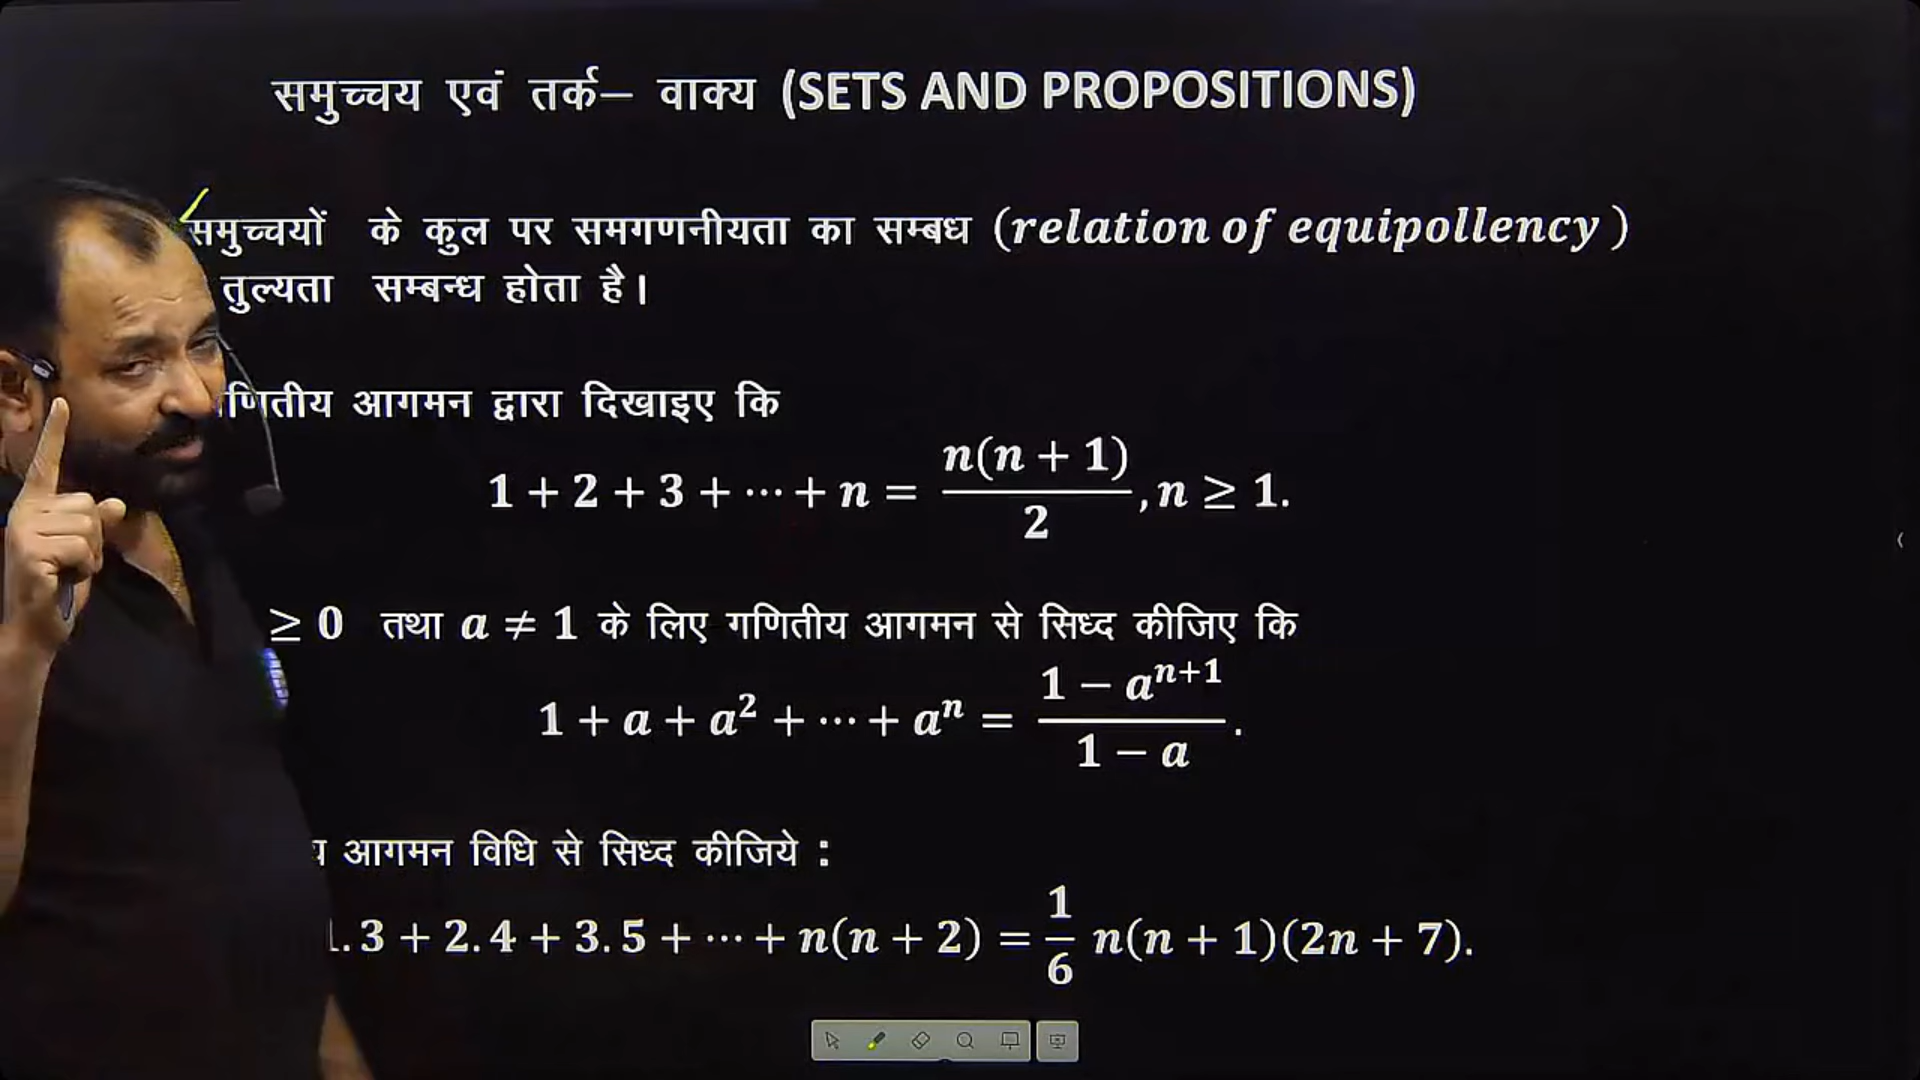 समुच्चय एवं तर्क– वाक्य (SETS AND PROPOSITIONS)
समुच्चयों के कुल पर समगणनीयता का सम्बध (relation of equipollency )
तुल्यता सम्बन्ध होता है।
णितीय आगमन द्वारा दिखाइए कि
1 + 2 + 3 + ⋯ + n = n(n + 1)/2 , n ≥ 1.
≥ 0 तथा a ≠ 1 के लिए गणितीय आगमन से सिध्द कीजिए कि
1 + a + a² + ⋯ + aⁿ = (1 − aⁿ⁺¹)/(1 − a) .
आगमन विधि से सिध्द कीजिये :
1. 3 + 2. 4 + 3. 5 + ⋯ + n(n + 2) = 1/6 n(n + 1)(2n + 7).